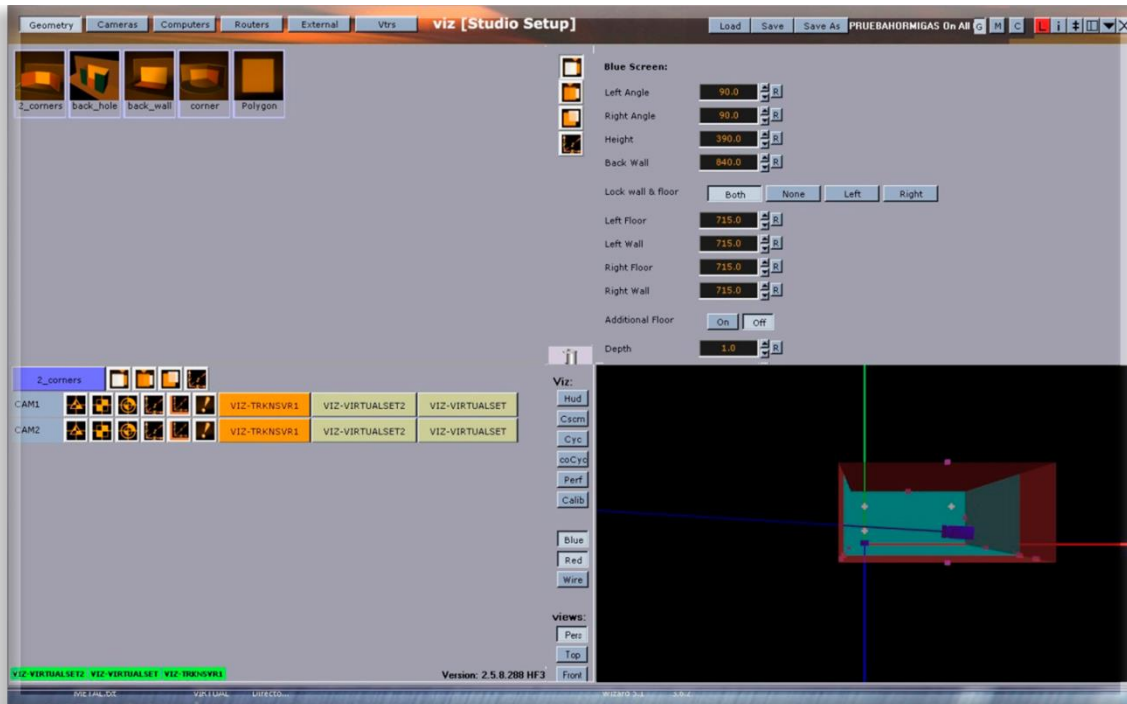 Geometry Cameras Computers Routers External Vtrs viz [Studio Setup] Load Save Save As PRUEBAHORMIGAS On All G M C L i
2_corners back_hole back_wall corner Polygon
Blue Screen:
Left Angle 90.0 R
Right Angle 90.0 R
Height 390.0 R
Back Wall 840.0 R
Lock wall & floor Both None Left Right
Left Floor 715.0 R
Left Wall 715.0 R
Right Floor 715.0 R
Right Wall 715.0 R
Additional Floor On Off
Depth 1.0 R
2_corners
CAM1 VIZ-TRKNSVR1 VIZ-VIRTUALSET2 VIZ-VIRTUALSET
CAM2 VIZ-TRKNSVR1 VIZ-VIRTUALSET2 VIZ-VIRTUALSET
Viz:
Hud
Cscrn
Cyc
coCyc
Perf
Calib
Blue
Red
Wire
views:
Pers
Top
Front
VIZ-VIRTUALSET2 VIZ-VIRTUALSET VIZ-TRKNSVR1 Version: 2.5.8.288 HF3
VIRTUAL Directo...